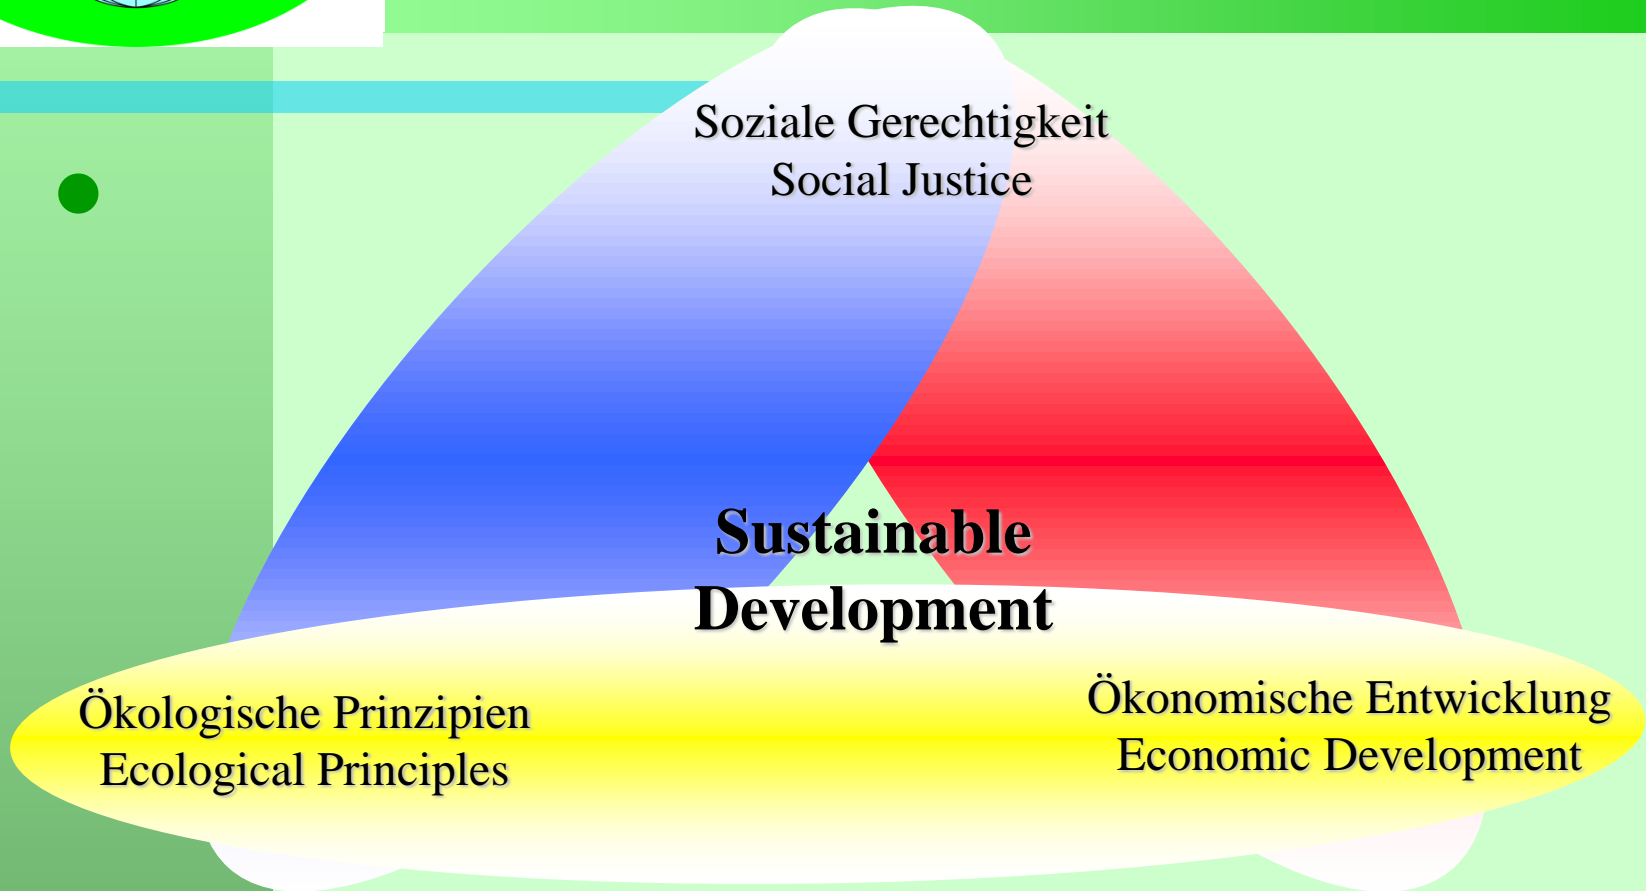 Soziale Gerechtigkeit
Social Justice
Sustainable
Development
Ökologische Prinzipien
Ecological Principles
Ökonomische Entwicklung
Economic Development